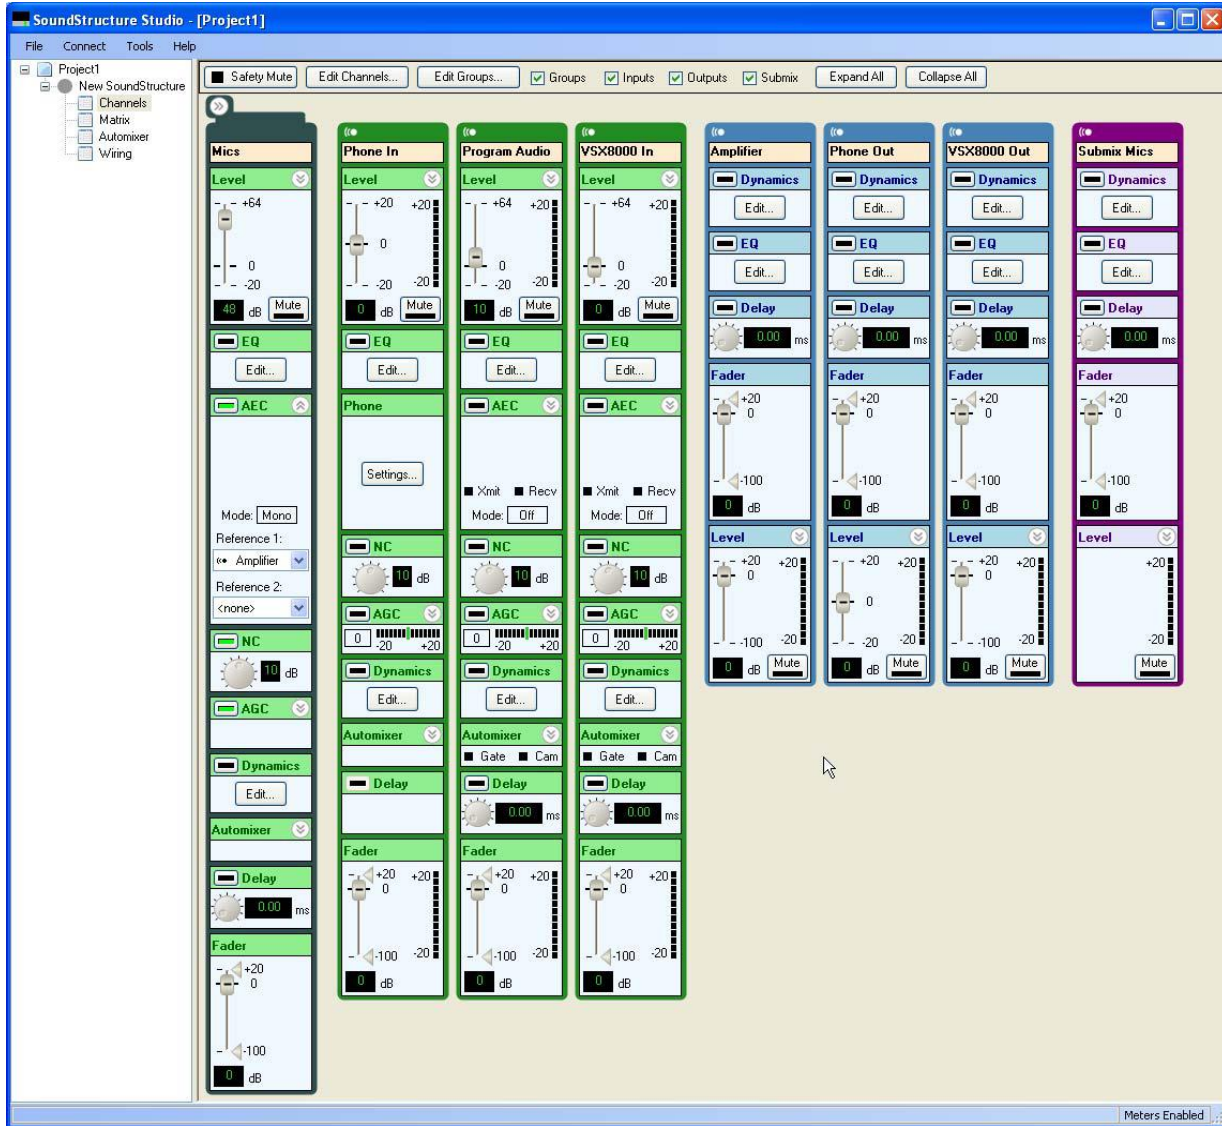 SoundStructure Studio - [Project1]
File Connect Tools Help
Project1
New SoundStructure
Channels
Matrix
Automixer
Wiring
Safety Mute Edit Channels... Edit Groups... Groups Inputs Outputs Submix Expand All Collapse All
Mics
Level
+64
0
-20
48 dB Mute
EQ
Edit...
AEC
Mode: Mono
Reference 1:
Amplifier
Reference 2:
<none>
NC
10 dB
AGC
Dynamics
Edit...
Automixer
Delay
0.00 ms
Fader
+20
0
-100
0 dB
Phone In
Level
+20 +20
0
-20 -20
0 dB Mute
EQ
Edit...
Phone
Settings...
NC
10 dB
AGC
0 -20 +20
Dynamics
Edit...
Automixer
Delay
Fader
+20 +20
0
-100 -20
0 dB
Program Audio
Level
+64 +20
0
-20 -20
10 dB Mute
EQ
Edit...
AEC
Xmit Recv
Mode: Off
NC
10 dB
AGC
0 -20 +20
Dynamics
Edit...
Automixer
Gate Cam
Delay
0.00 ms
Fader
+20 +20
0
-100 -20
0 dB
VSX8000 In
Level
+64 +20
0
-20 -20
0 dB Mute
EQ
Edit...
AEC
Xmit Recv
Mode: Off
NC
10 dB
AGC
0 -20 +20
Dynamics
Edit...
Automixer
Gate Cam
Delay
0.00 ms
Fader
+20 +20
0
-100 -20
0 dB
Amplifier
Dynamics
Edit...
EQ
Edit...
Delay
0.00 ms
Fader
+20
0
-100
0 dB
Level
+20 +20
0
-100 -20
0 dB Mute
Phone Out
Dynamics
Edit...
EQ
Edit...
Delay
0.00 ms
Fader
+20
0
-100
0 dB
Level
+20 +20
0
-20 -20
0 dB Mute
VSX8000 Out
Dynamics
Edit...
EQ
Edit...
Delay
0.00 ms
Fader
+20
0
-100
0 dB
Level
+20 +20
0
-100 -20
0 dB Mute
Submix Mics
Dynamics
Edit...
EQ
Edit...
Delay
0.00 ms
Fader
+20
0
-100
0 dB
Level
+20
-20
Mute
Meters Enabled